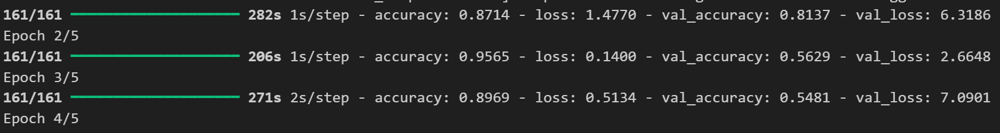 161/161 ━━━━━━━━━━━━━━━━━━━━ 282s 1s/step - accuracy: 0.8714 - loss: 1.4770 - val_accuracy: 0.8137 - val_loss: 6.3186
Epoch 2/5
161/161 ━━━━━━━━━━━━━━━━━━━━ 206s 1s/step - accuracy: 0.9565 - loss: 0.1400 - val_accuracy: 0.5629 - val_loss: 2.6648
Epoch 3/5
161/161 ━━━━━━━━━━━━━━━━━━━━ 271s 2s/step - accuracy: 0.8969 - loss: 0.5134 - val_accuracy: 0.5481 - val_loss: 7.0901
Epoch 4/5